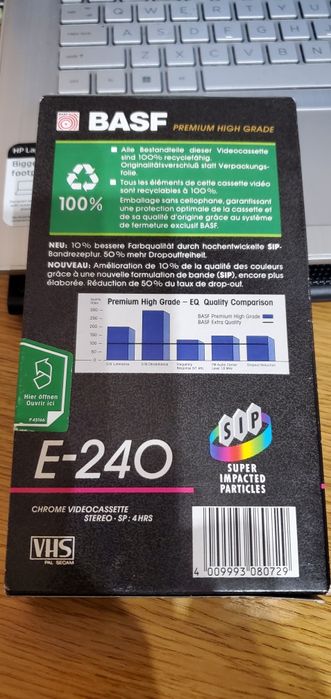 BASF PREMIUM HIGH GRADE
Alle Bestandteile dieser Videocassette
sind 100% recyclefähig.
Originalitätsverschluß statt Verpackungs-
folie.
Tous les éléments de cette cassette vidéo
sont recyclables à 100%.
Emballage sans cellophane, garantissant
une protection optimale de la cassette et
de sa qualité d'origine grâce au système
de fermeture exclusif BASF.
100%
NEU: 10% bessere Farbqualität durch hochentwickelte SIP-
Bandrezeptur. 50% mehr Dropoutfreiheit.
NOUVEAU: Amélioration de 10% de la qualité des couleurs
grâce à une nouvelle formulation de bande (SIP), encore plus
élaborée. Réduction de 50% du taux de drop-out.
Premium High Grade – EQ Quality Comparison
BASF Premium High Grade
BASF Extra Quality
Hier öffnen
Ouvrir ici
E-240
SIP
SUPER
IMPACTED
PARTICLES
CHROME VIDEOCASSETTE
STEREO - SP: 4 HRS
VHS
PAL SECAM
4 009993 080729